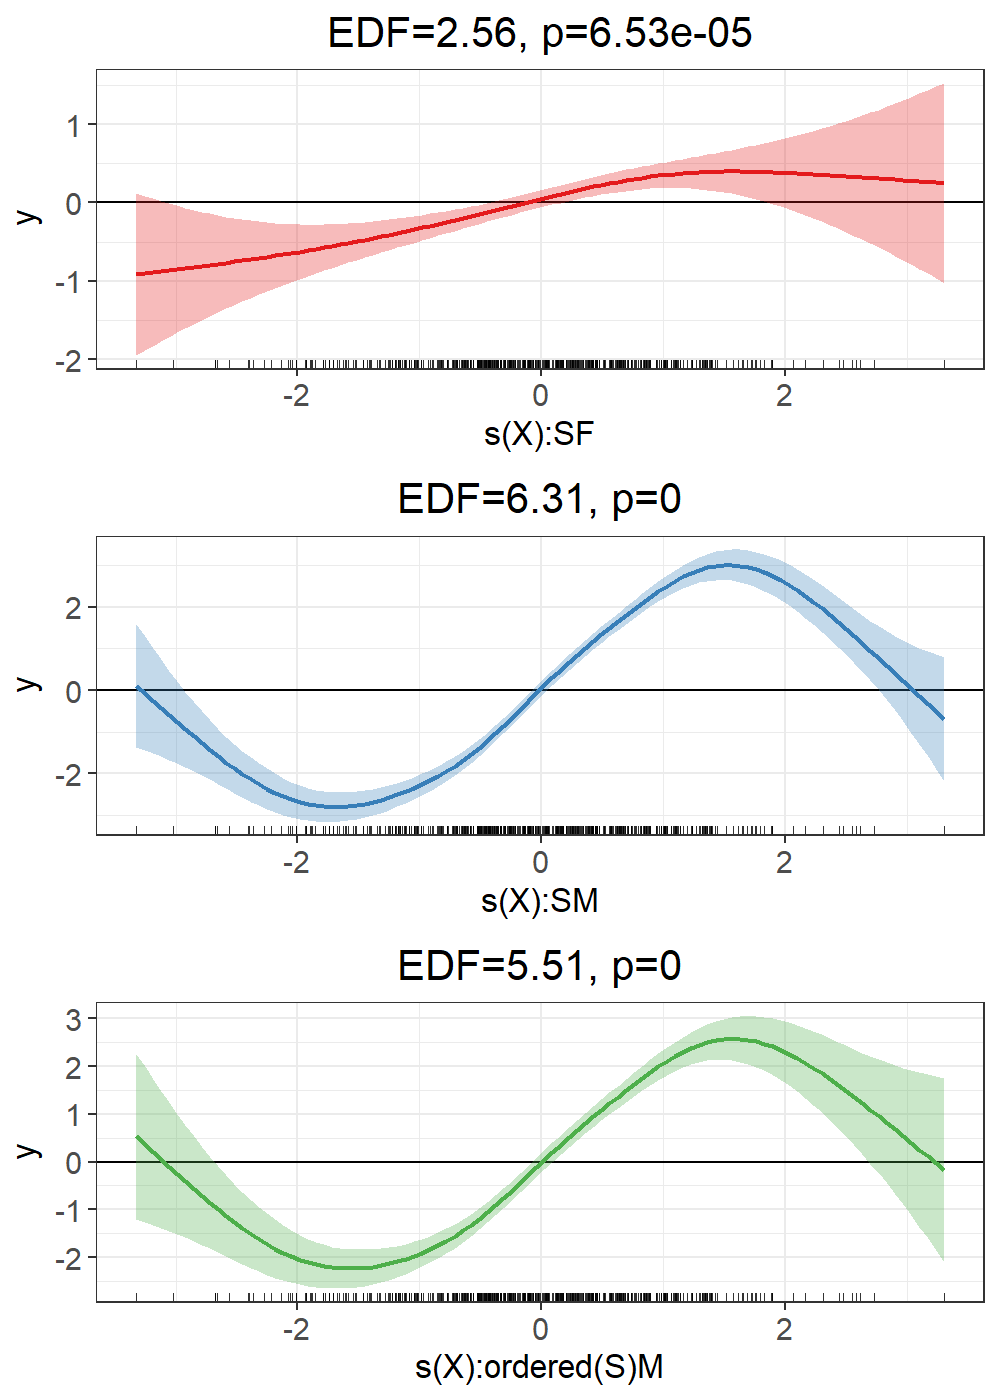 EDF=2.56, p=6.53e-05
1
0
-1
-2
y
-2 0 2
s(X):SF
EDF=6.31, p=0
2
0
-2
y
-2 0 2
s(X):SM
EDF=5.51, p=0
3
2
1
0
-1
-2
y
-2 0 2
s(X):ordered(S)M